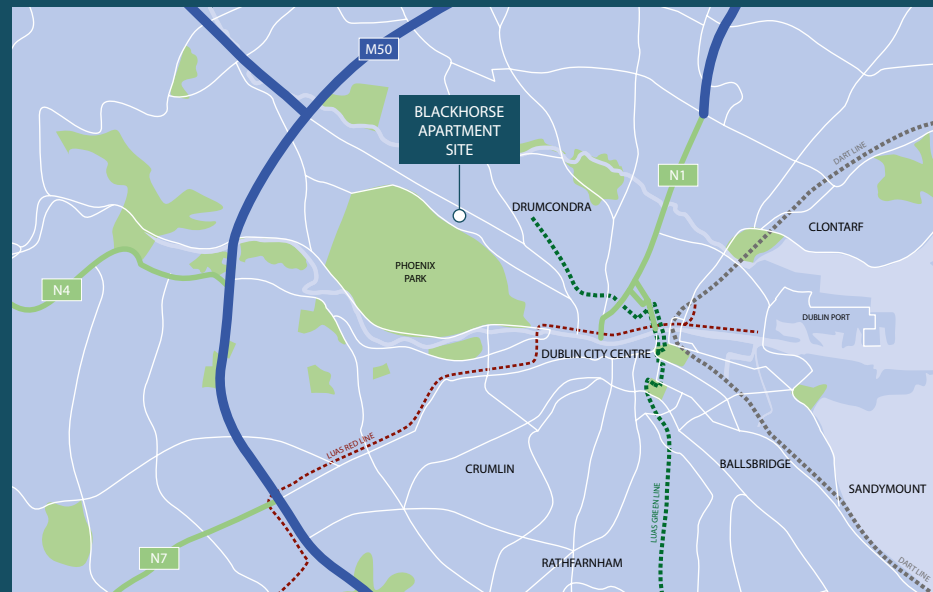 M50
BLACKHORSE
APARTMENT
SITE
DART LINE
N1
DRUMCONDRA
CLONTARF
PHOENIX
PARK
N4
DUBLIN PORT
DUBLIN CITY CENTRE
LUAS RED LINE
CRUMLIN
BALLSBRIDGE
SANDYMOUNT
LUAS GREEN LINE
N7
RATHFARNHAM
DART LINE